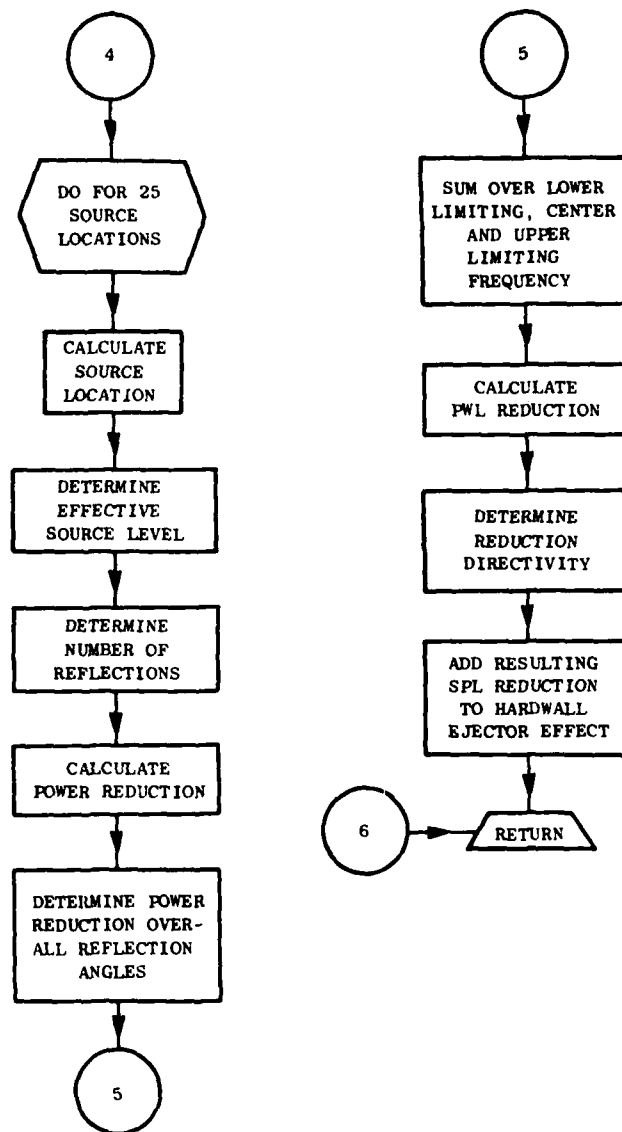 4
DO FOR 25
SOURCE
LOCATIONS
CALCULATE
SOURCE
LOCATION
DETERMINE
EFFECTIVE
SOURCE LEVEL
DETERMINE
NUMBER OF
REFLECTIONS
CALCULATE
POWER REDUCTION
DETERMINE POWER
REDUCTION OVER-
ALL REFLECTION
ANGLES
5
5
SUM OVER LOWER
LIMITING, CENTER
AND UPPER
LIMITING
FREQUENCY
CALCULATE
PWL REDUCTION
DETERMINE
REDUCTION
DIRECTIVITY
ADD RESULTING
SPL REDUCTION
TO HARDWALL
EJECTOR EFFECT
6
RETURN